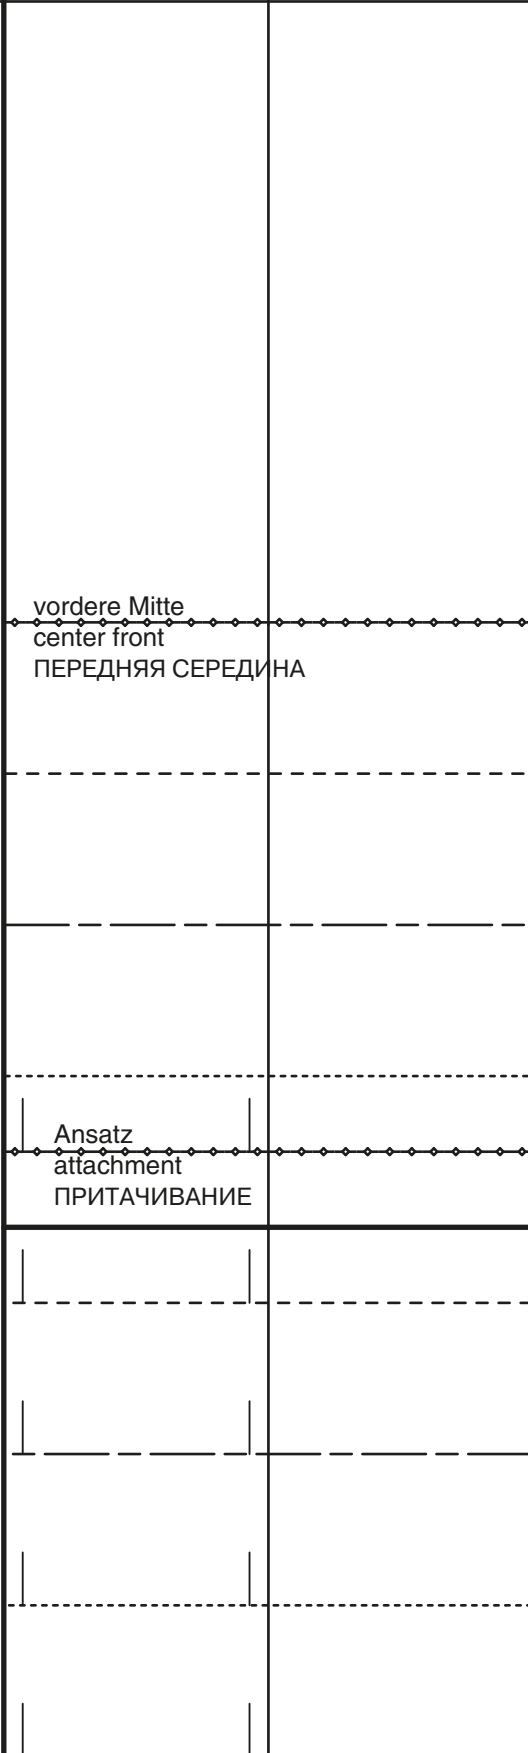 vordere Mitte
center front
ПЕРЕДНЯЯ СЕРЕДИНА
Ansatz
attachment
ПРИТАЧИВАНИЕ